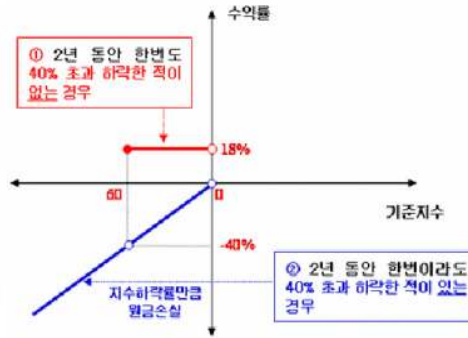 수익률
① 2년 동안 한번도
40% 초과 하락한 적이
없는 경우
18%
60
0
기준지수
-40%
② 2년 동안 한번이라도
40% 초과 하락한 적이 있는
경우
지수하락률만큼
원금손실